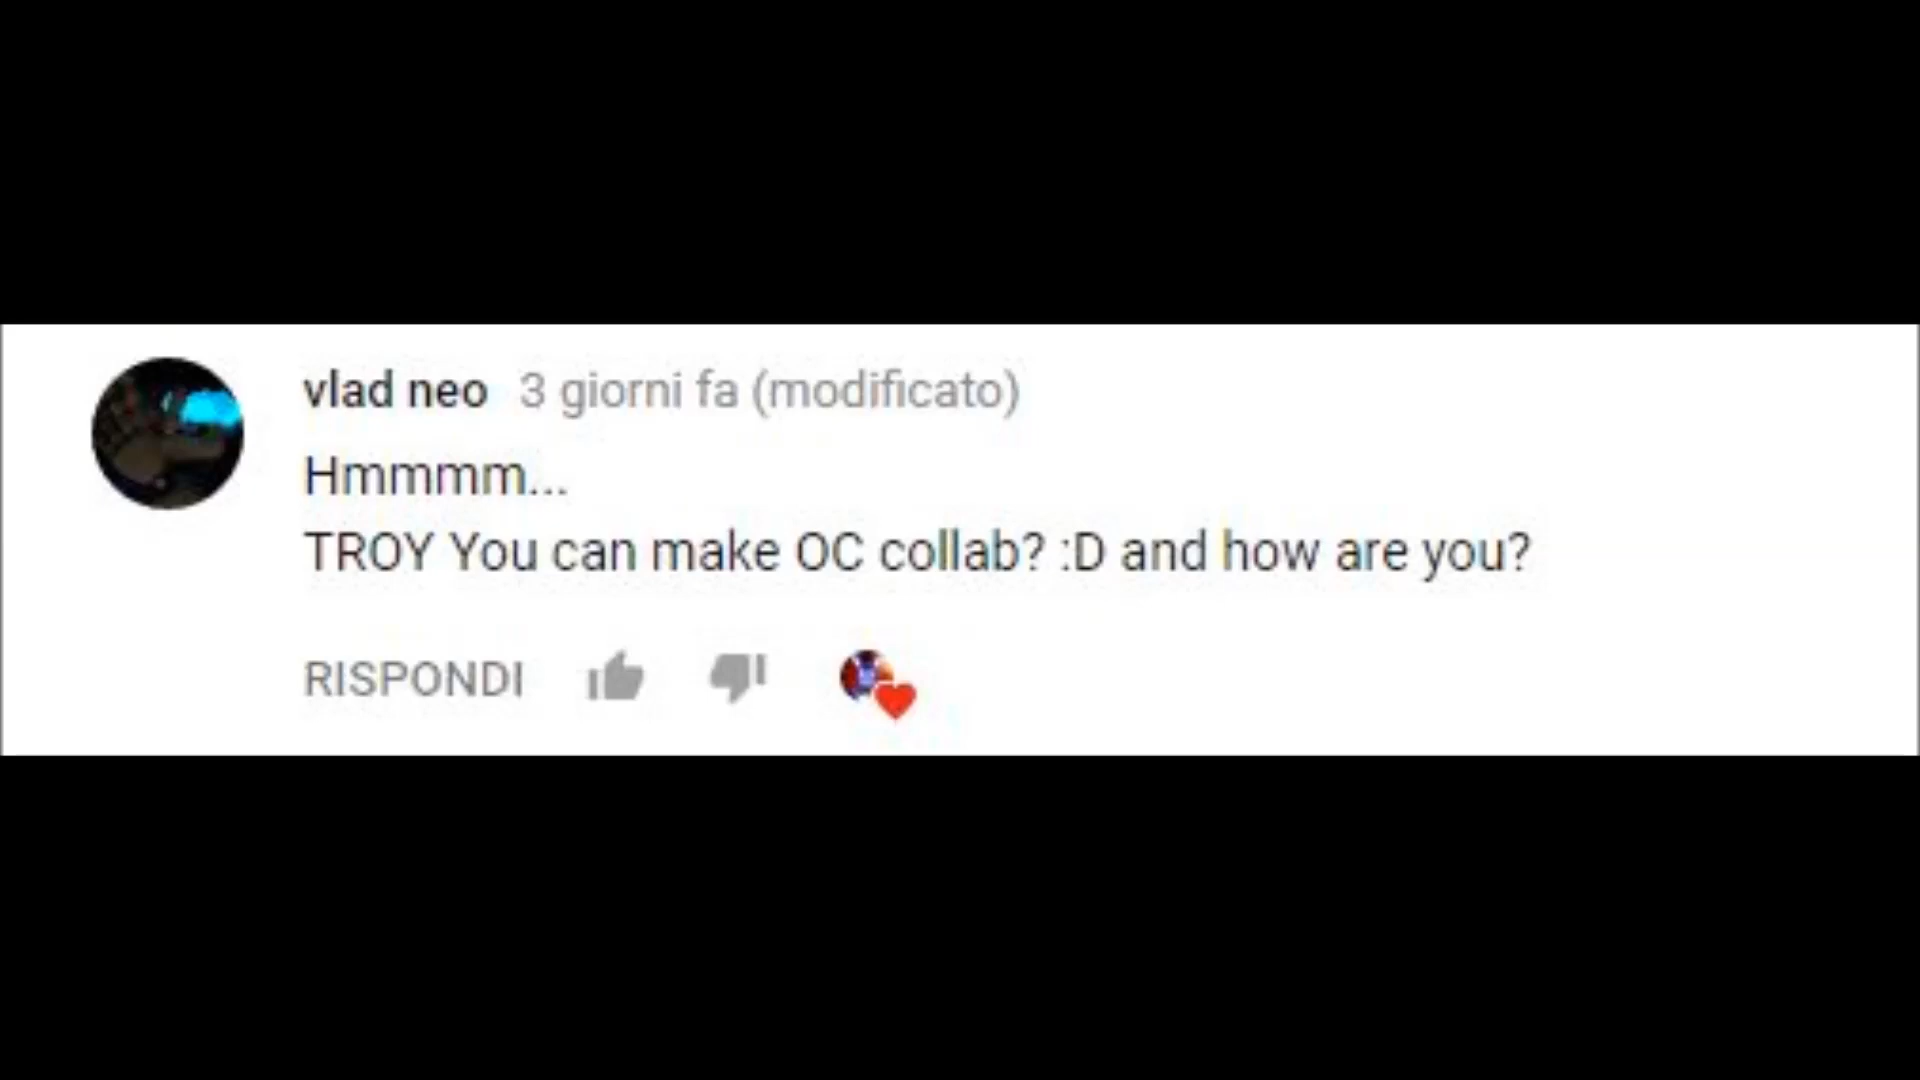 vlad neo 3 giorni fa (modificato)
Hmmmm...
TROY You can make OC collab? :D and how are you?
RISPONDI